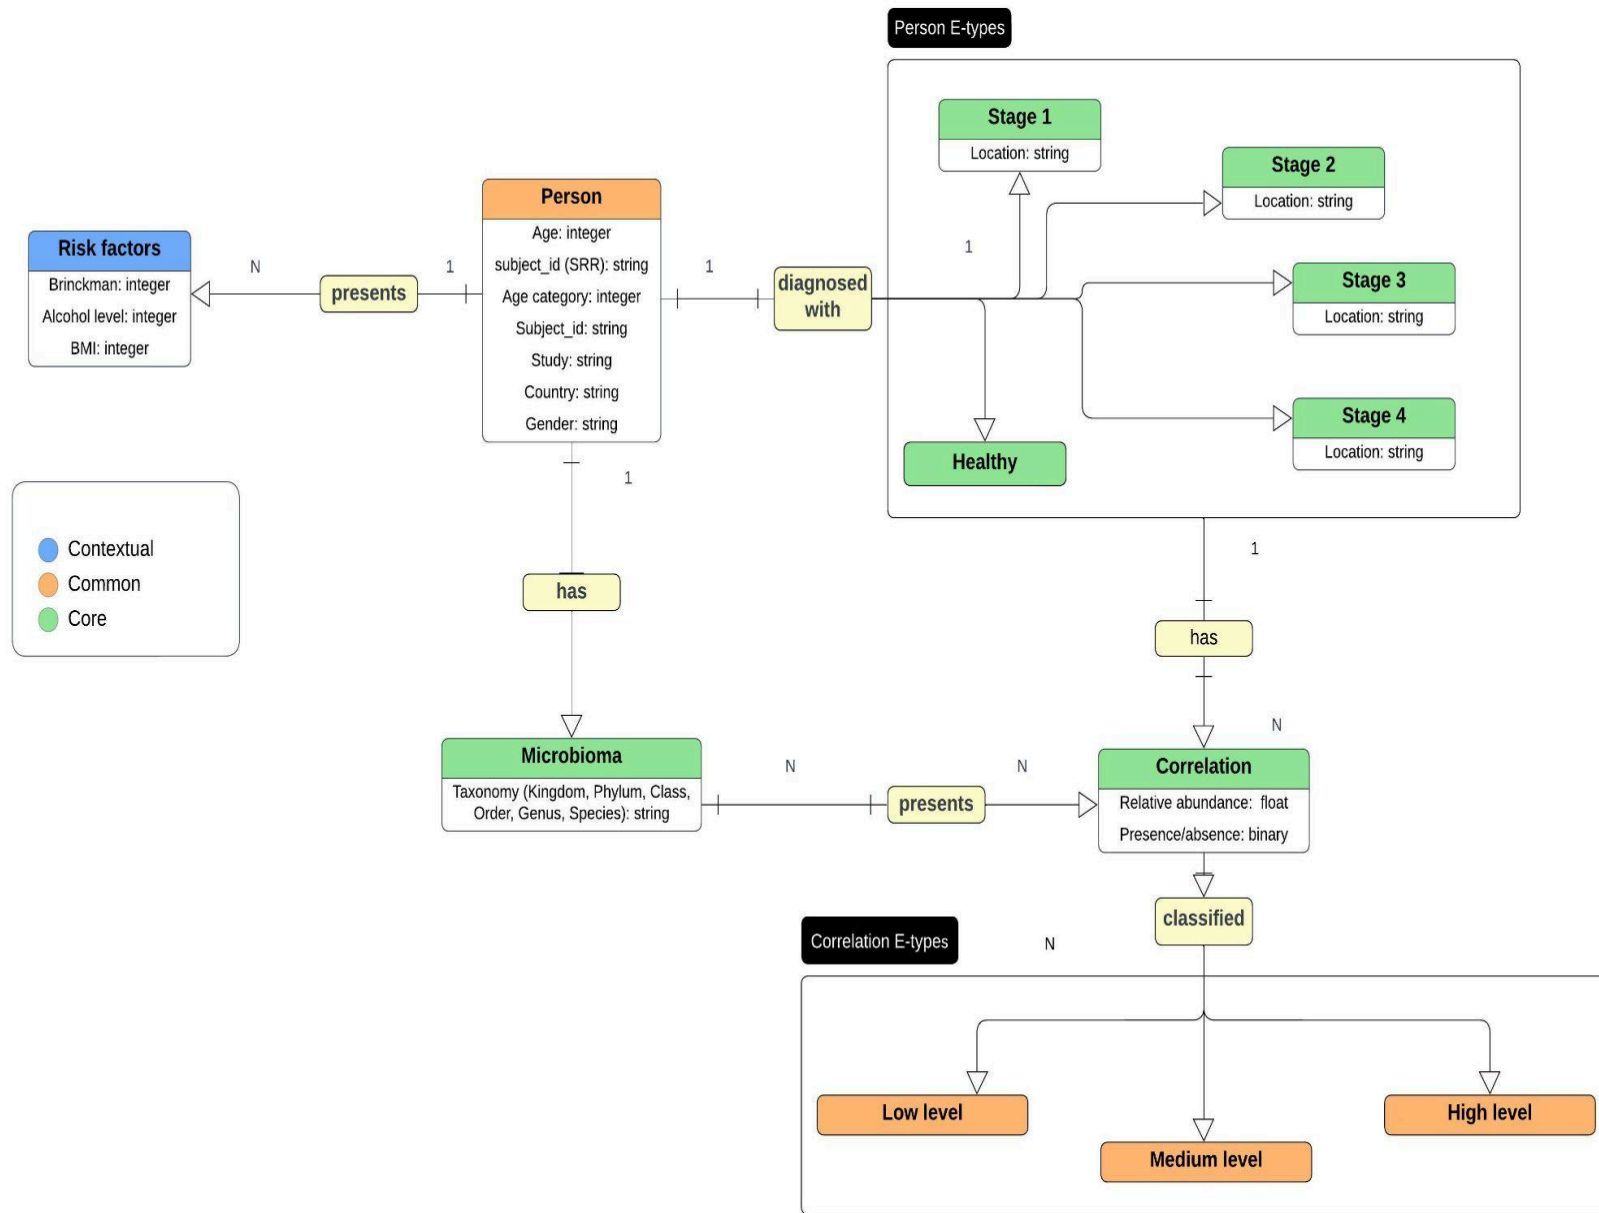 Person E-types
Stage 1
Location: string
Stage 2
Location: string
Stage 3
Location: string
Stage 4
Location: string
Healthy
1
Person
Age: integer
subject_id (SRR): string
Age category: integer
Subject_id: string
Study: string
Country: string
Gender: string
Risk factors
Brinckman: integer
Alcohol level: integer
BMI: integer
N
presents
1
1
diagnosed
with
1
has
Contextual
Common
Core
1
has
N
Microbioma
Taxonomy (Kingdom, Phylum, Class,
Order, Genus, Species): string
N
presents
N
Correlation
Relative abundance: float
Presence/absence: binary
classified
N
Correlation E-types
Low level
Medium level
High level